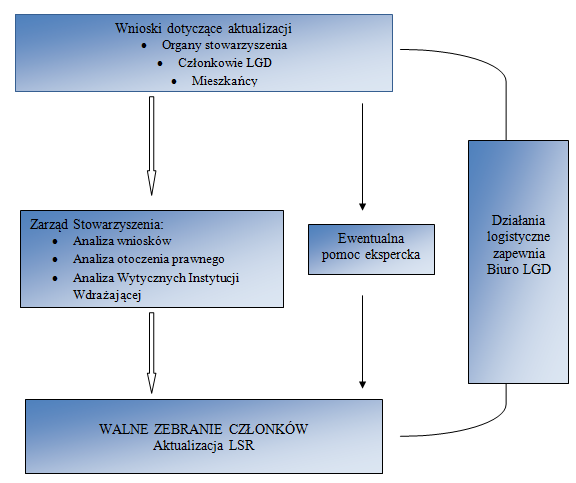 Wnioski dotyczące aktualizacji
• Organy stowarzyszenia
• Członkowie LGD
• Mieszkańcy
Zarząd Stowarzyszenia:
• Analiza wniosków
• Analiza otoczenia prawnego
• Analiza Wytycznych Instytucji
Wdrażającej
Ewentualna
pomoc ekspercka
Działania
logistyczne
zapewnia
Biuro LGD
WALNE ZEBRANIE CZŁONKÓW
Aktualizacja LSR